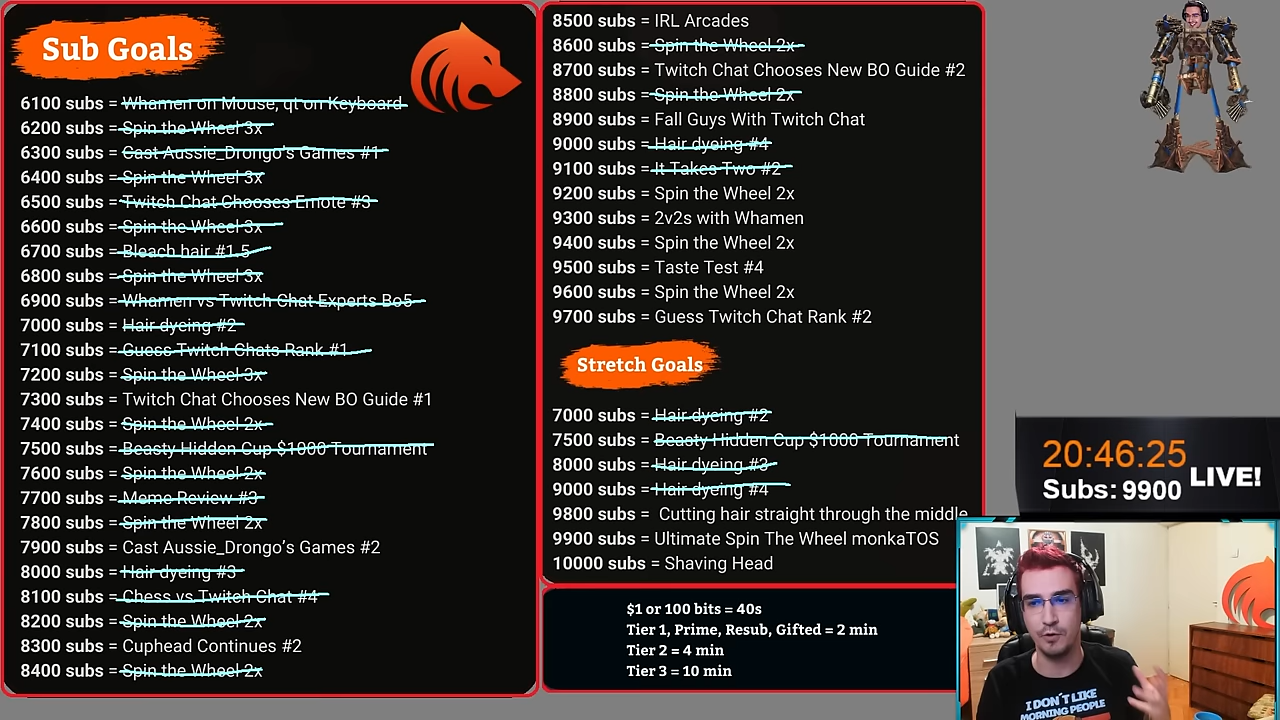 Sub Goals
6100 subs = Whamen on Mouse, qt on Keyboard
6200 subs = Spin the Wheel 3x
6300 subs = Cast Aussie_Drongo's Games #1
6400 subs = Spin the Wheel 3x
6500 subs = Twitch Chat Chooses Emote #3
6600 subs = Spin the Wheel 3x
6700 subs = Bleach hair #1.5
6800 subs = Spin the Wheel 3x
6900 subs = Whamen vs Twitch Chat Experts Bo5
7000 subs = Hair dyeing #2
7100 subs = Guess Twitch Chats Rank #1
7200 subs = Spin the Wheel 3x
7300 subs = Twitch Chat Chooses New BO Guide #1
7400 subs = Spin the Wheel 2x
7500 subs = Beasty Hidden Cup $1000 Tournament
7600 subs = Spin the Wheel 2x
7700 subs = Meme Review #3
7800 subs = Spin the Wheel 2x
7900 subs = Cast Aussie_Drongo's Games #2
8000 subs = Hair dyeing #3
8100 subs = Chess vs Twitch Chat #4
8200 subs = Spin the Wheel 2x
8300 subs = Cuphead Continues #2
8400 subs = Spin the Wheel 2x
8500 subs = IRL Arcades
8600 subs = Spin the Wheel 2x
8700 subs = Twitch Chat Chooses New BO Guide #2
8800 subs = Spin the Wheel 2x
8900 subs = Fall Guys With Twitch Chat
9000 subs = Hair dyeing #4
9100 subs = It Takes Two #2
9200 subs = Spin the Wheel 2x
9300 subs = 2v2s with Whamen
9400 subs = Spin the Wheel 2x
9500 subs = Taste Test #4
9600 subs = Spin the Wheel 2x
9700 subs = Guess Twitch Chat Rank #2
Stretch Goals
7000 subs = Hair dyeing #2
7500 subs = Beasty Hidden Cup $1000 Tournament
8000 subs = Hair dyeing #3
9000 subs = Hair dyeing #4
9800 subs = Cutting hair straight through the middle
9900 subs = Ultimate Spin The Wheel monkaTOS
10000 subs = Shaving Head
$1 or 100 bits = 40s
Tier 1, Prime, Resub, Gifted = 2 min
Tier 2 = 4 min
Tier 3 = 10 min
20:46:25
Subs: 9900
LIVE!
I DON'T LIKE
MORNING PEOPLE